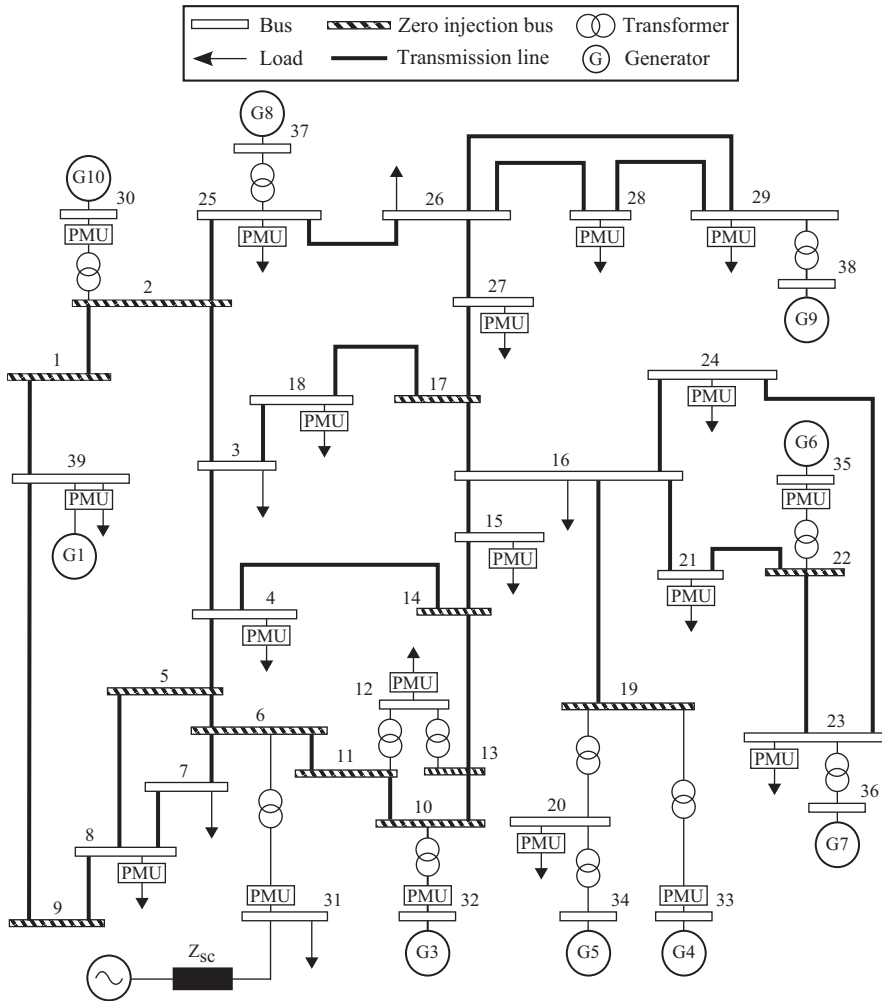 Bus Zero injection bus Transformer
Load Transmission line G Generator
G8
37
G10
30
PMU
25
26
28
29
PMU
PMU
PMU
38
G9
2
27
PMU
1
18
17
24
PMU
PMU
3
16
G6
35
PMU
39
PMU
G1
15
PMU
21
22
PMU
4
14
PMU
PMU
12
5
6
19
23
7
11
13
PMU
10
20
36
8
PMU
PMU
G7
9
PMU
31
PMU
32
34
PMU
33
Zsc
G3
G5
G4